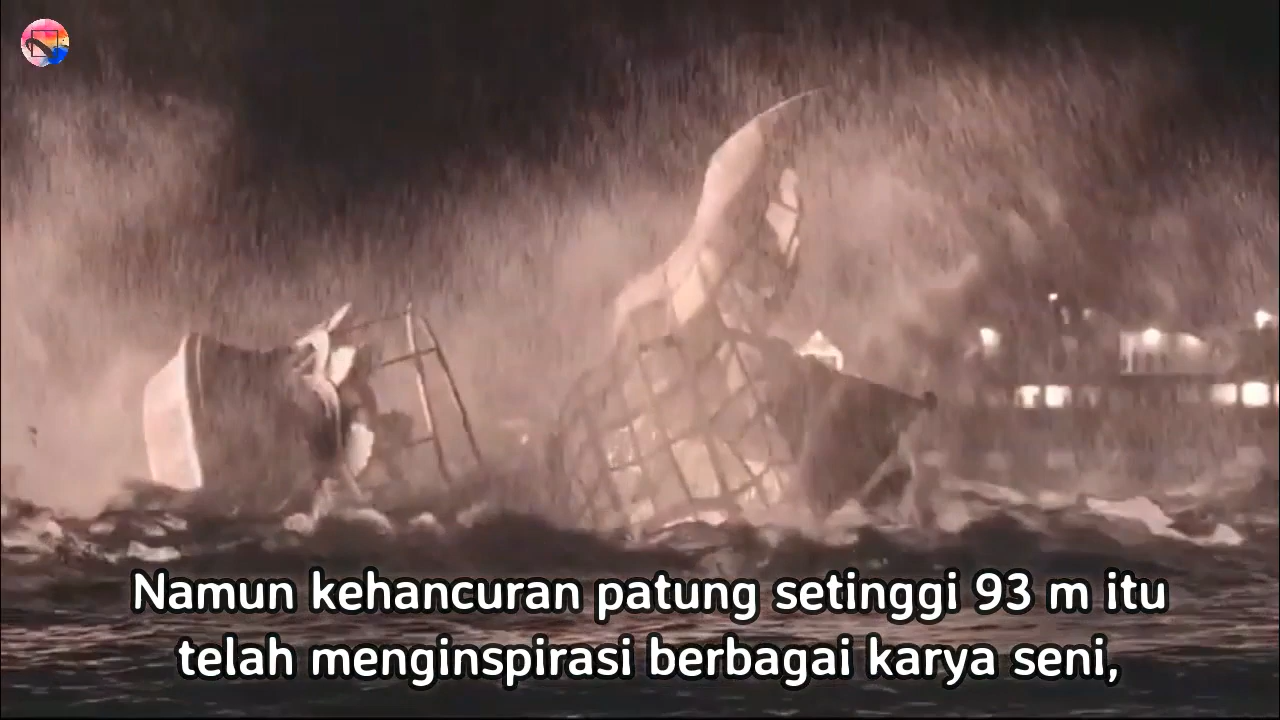 Namun kehancuran patung setinggi 93 m itu
telah menginspirasi berbagai karya seni,